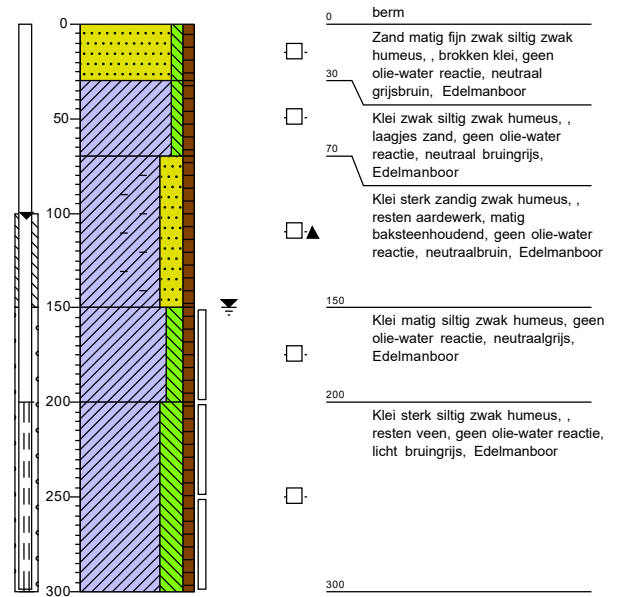 0
50
100
150
200
250
300
0
berm
Zand matig fijn zwak siltig zwak
humeus, , brokken klei, geen
olie-water reactie, neutraal
grijsbruin, Edelmanboor
30
Klei zwak siltig zwak humeus, ,
laagjes zand, geen olie-water
reactie, neutraal bruingrijs,
Edelmanboor
70
Klei sterk zandig zwak humeus, ,
resten aardewerk, matig
baksteenhoudend, geen olie-water
reactie, neutraalbruin, Edelmanboor
150
Klei matig siltig zwak humeus, geen
olie-water reactie, neutraalgrijs,
Edelmanboor
200
Klei sterk siltig zwak humeus, ,
resten veen, geen olie-water reactie,
licht bruingrijs, Edelmanboor
300